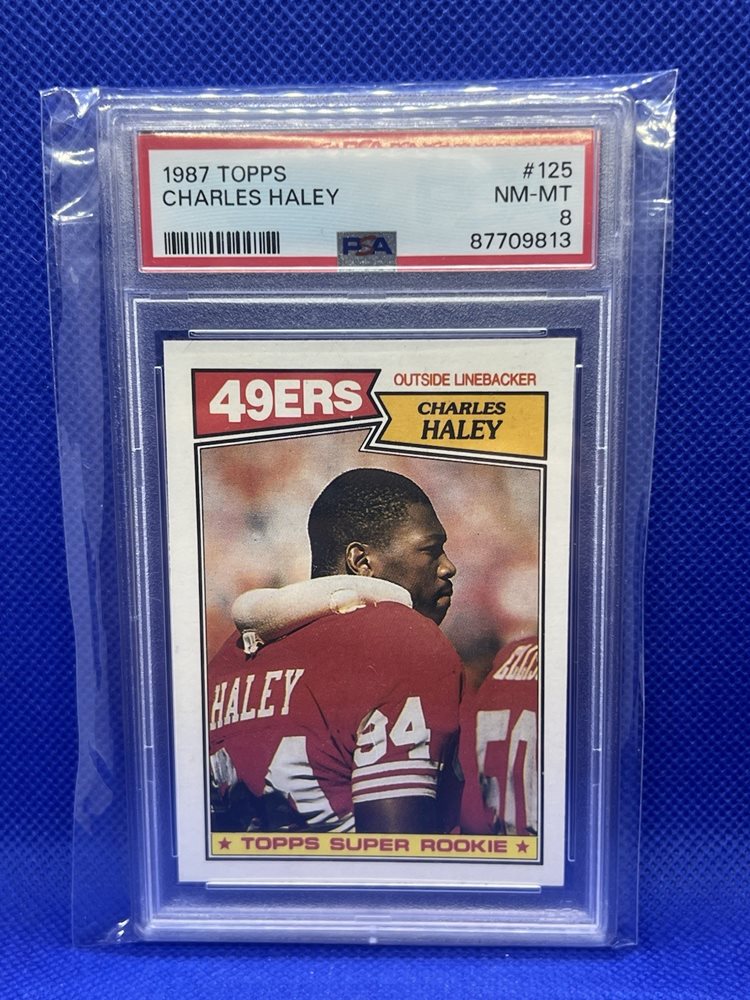 1987 TOPPS #125
CHARLES HALEY NM-MT
8
PSA 87709813
49ERS
OUTSIDE LINEBACKER
CHARLES
HALEY
HALEY
94
50
★ TOPPS SUPER ROOKIE ★